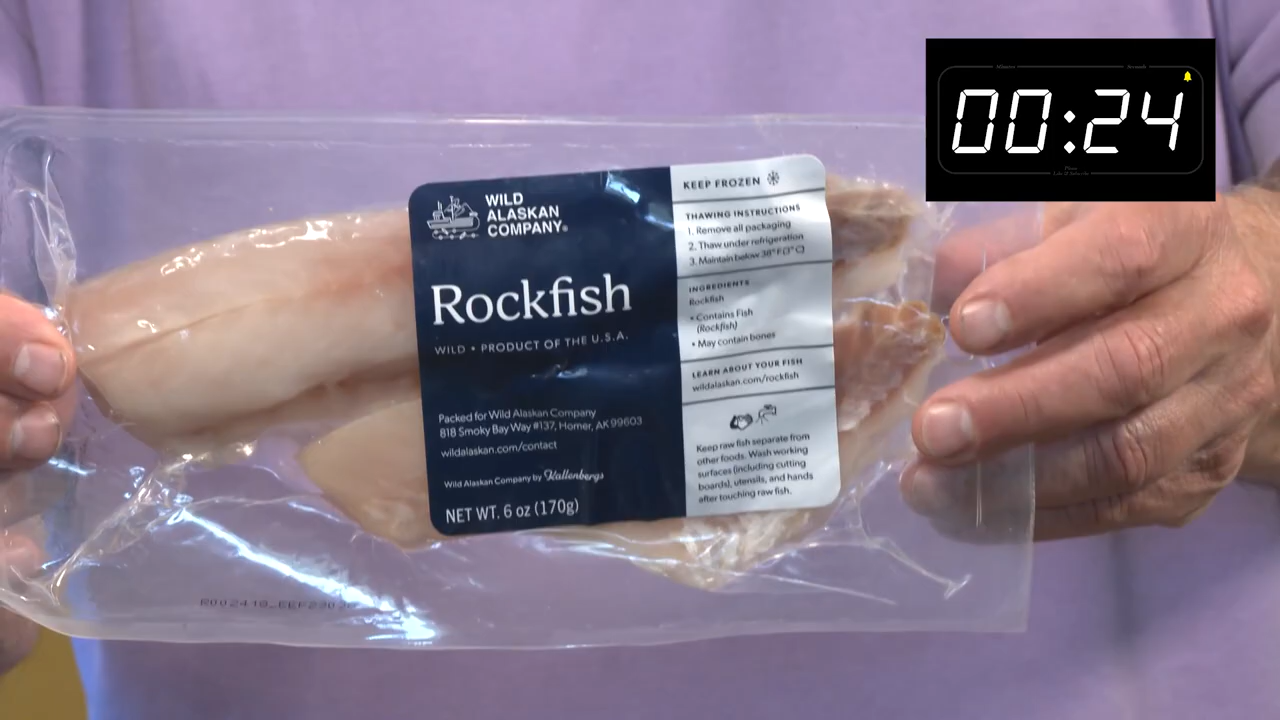 WILD
ALASKAN
COMPANY®
Rockfish
WILD • PRODUCT OF THE U.S.A.
Packed for Wild Alaskan Company
818 Smoky Bay Way #137, Homer, AK 99603
wildalaskan.com/contact
Wild Alaskan Company by Kallenbergs
NET WT. 6 oz (170g)
KEEP FROZEN
THAWING INSTRUCTIONS
1. Remove all packaging
2. Thaw under refrigeration
3. Maintain below 38°F (3°C)
INGREDIENTS
Rockfish
• Contains Fish
(Rockfish)
• May contain bones
LEARN ABOUT YOUR FISH
wildalaskan.com/rockfish
Keep raw fish separate from
other foods. Wash working
surfaces (including cutting
boards), utensils, and hands
after touching raw fish.
Minutes
Seconds
00:24